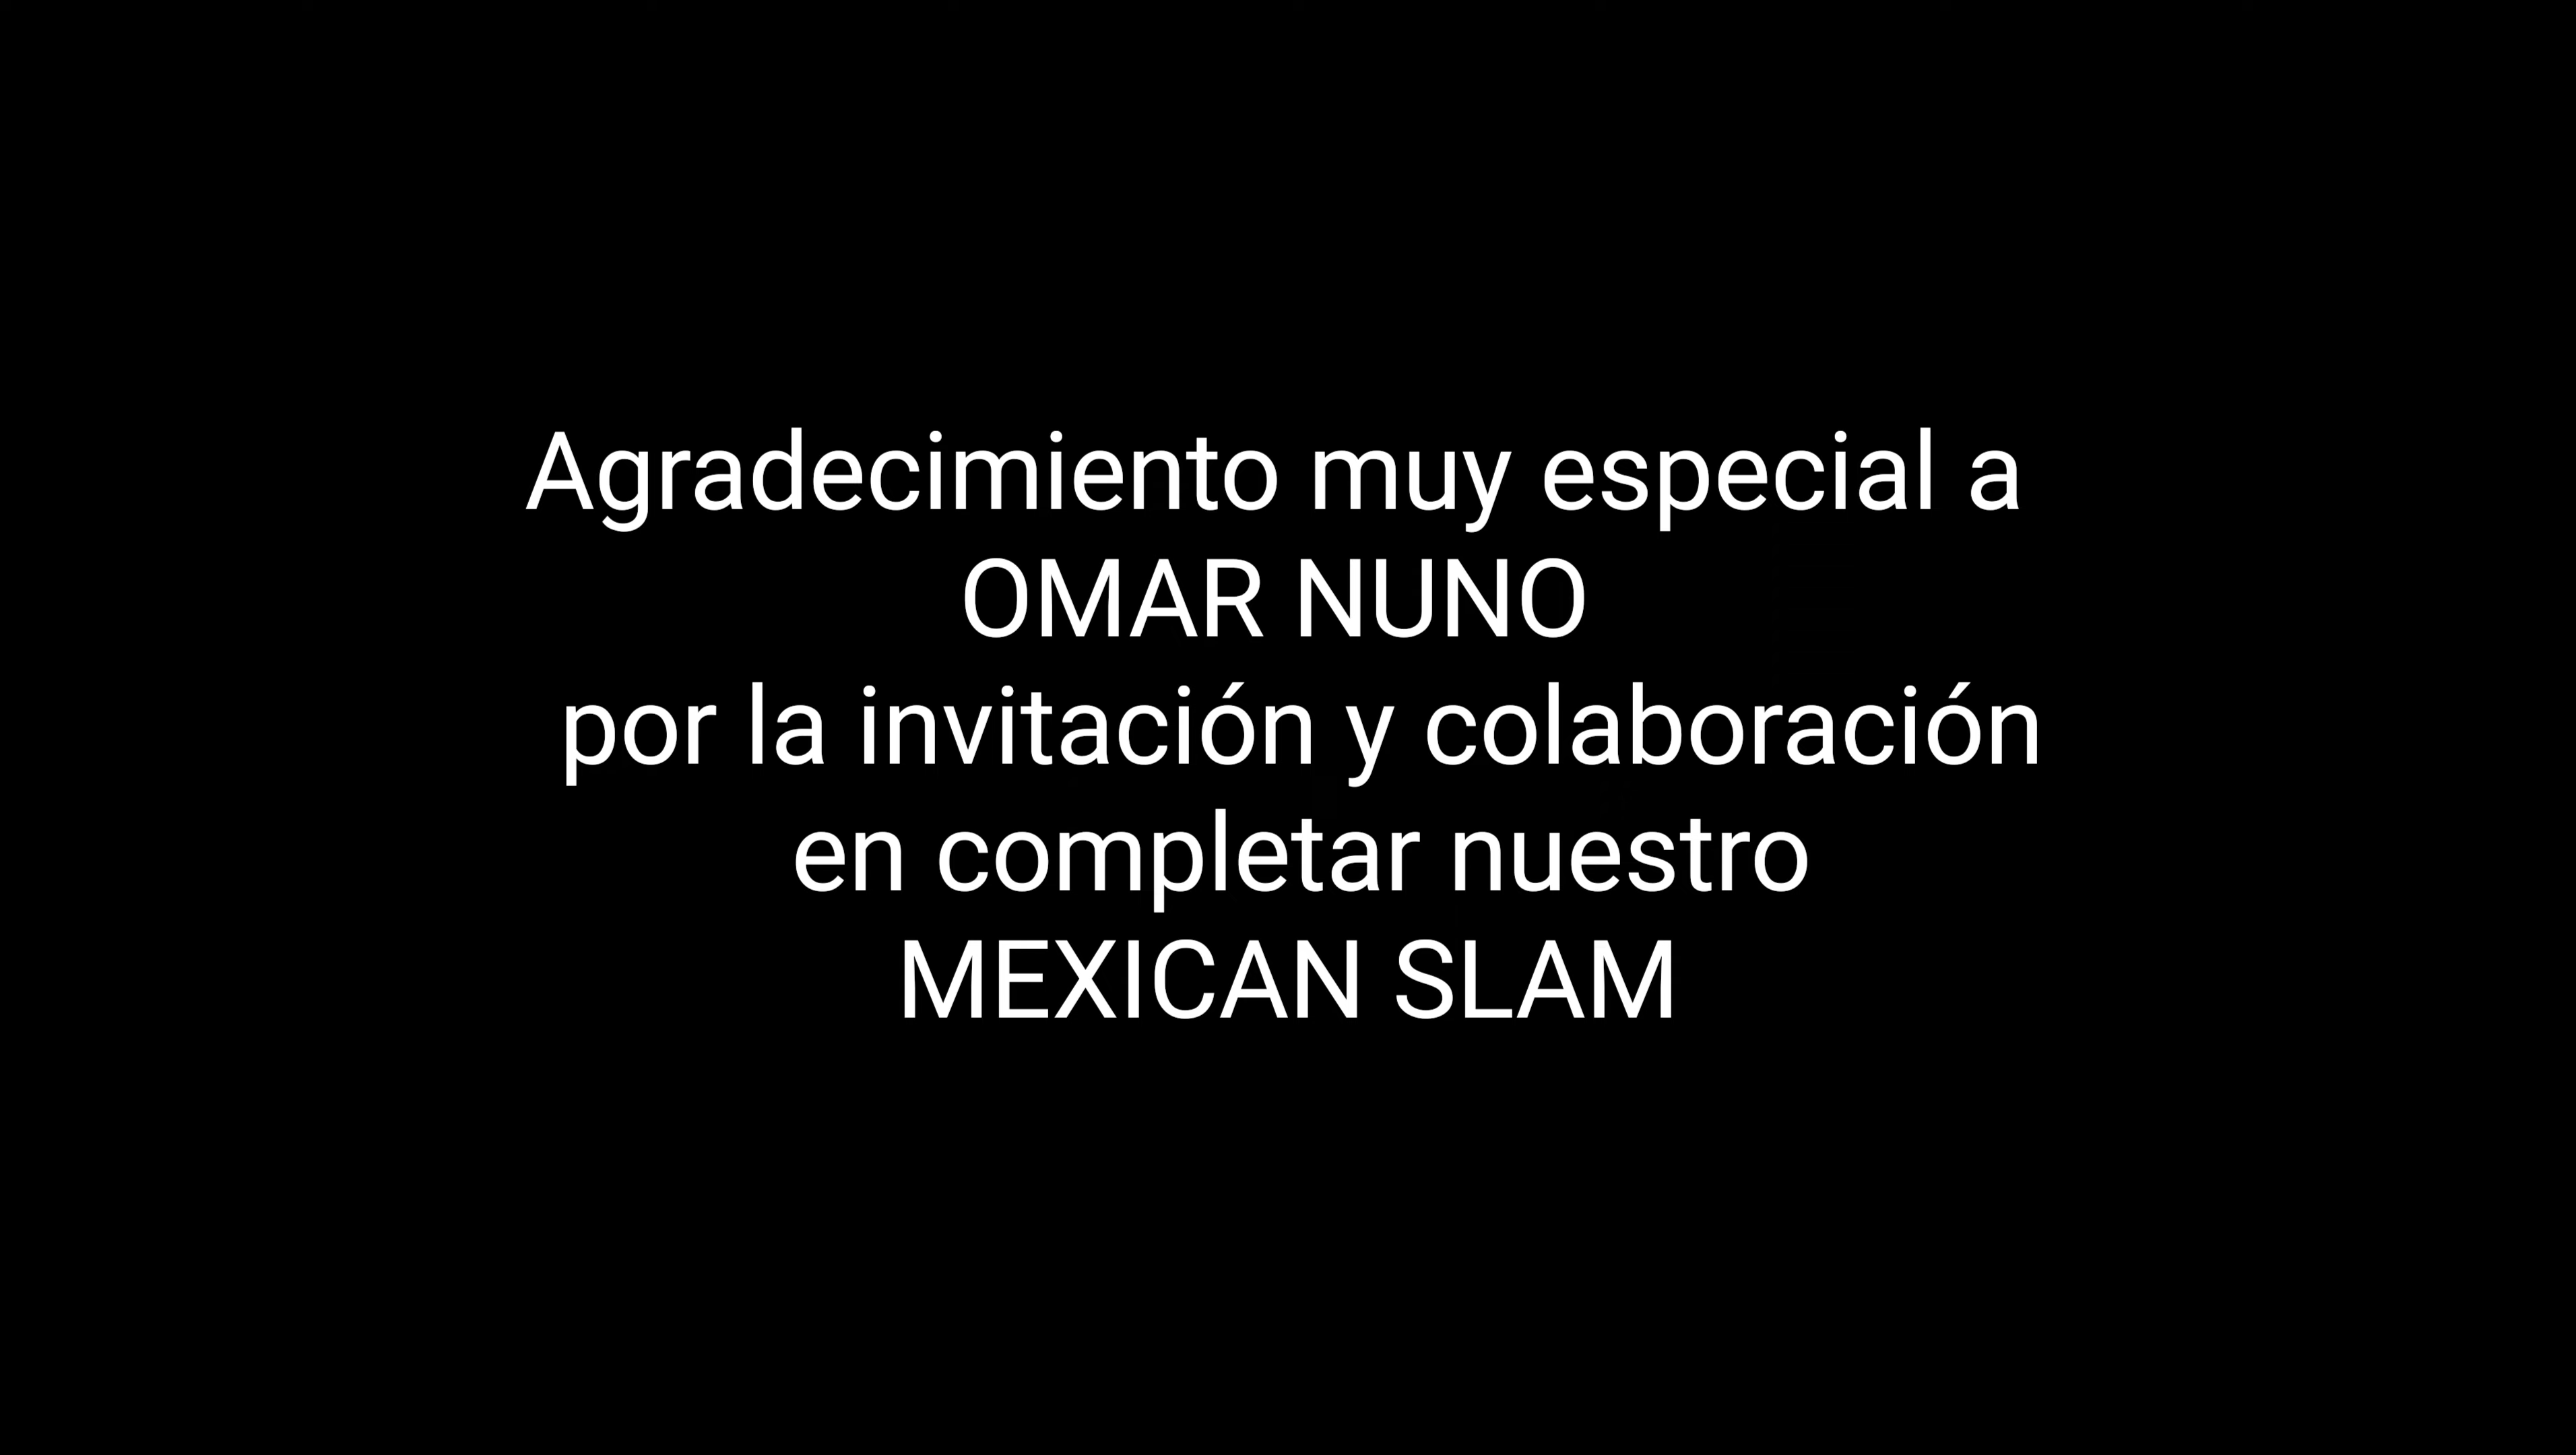 Agradecimiento muy especial a
OMAR NUNO
por la invitación y colaboración
en completar nuestro
MEXICAN SLAM